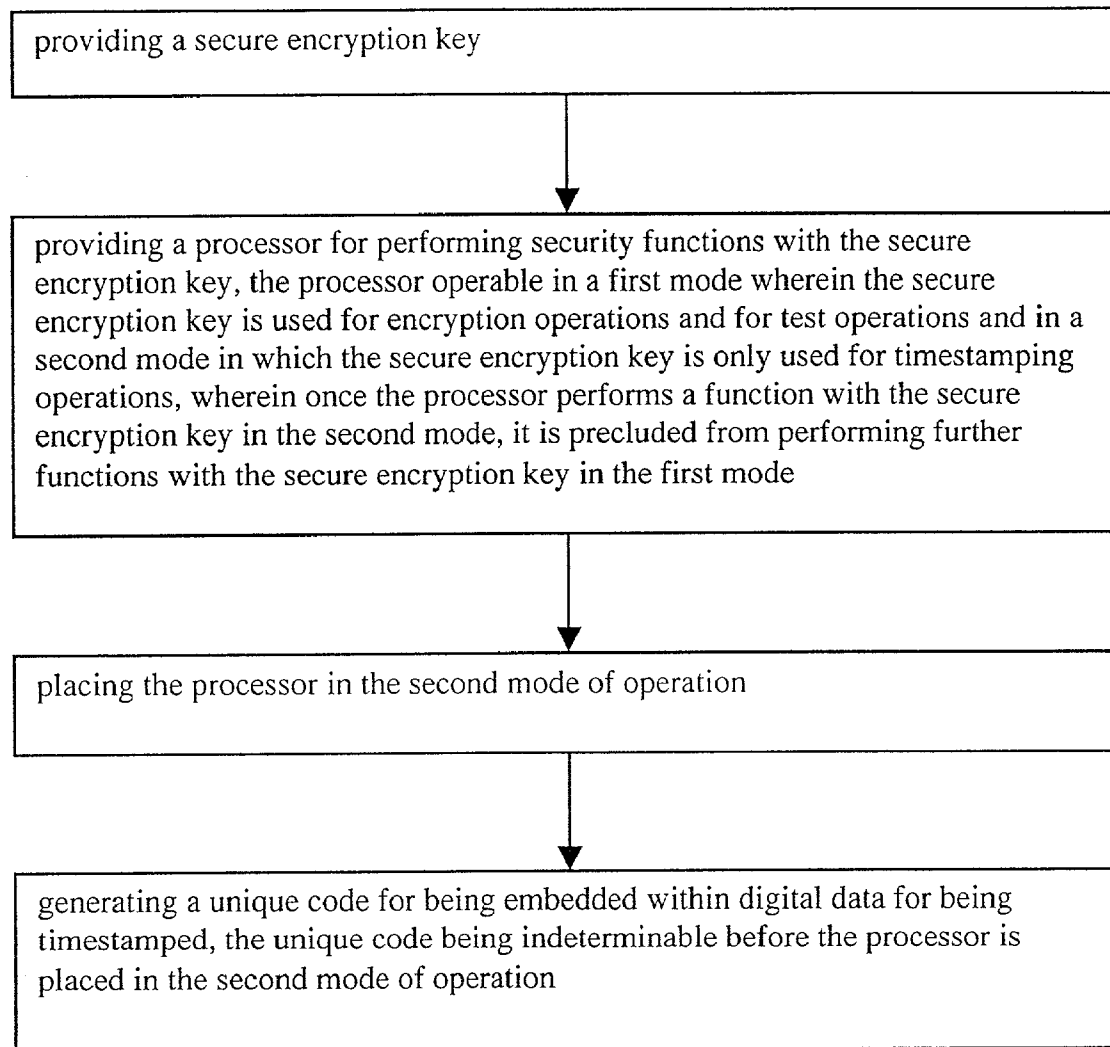 providing a secure encryption key
providing a processor for performing security functions with the secure
encryption key, the processor operable in a first mode wherein the secure
encryption key is used for encryption operations and for test operations and in a
second mode in which the secure encryption key is only used for timestamping
operations, wherein once the processor performs a function with the secure
encryption key in the second mode, it is precluded from performing further
functions with the secure encryption key in the first mode
placing the processor in the second mode of operation
generating a unique code for being embedded within digital data for being
timestamped, the unique code being indeterminable before the processor is
placed in the second mode of operation